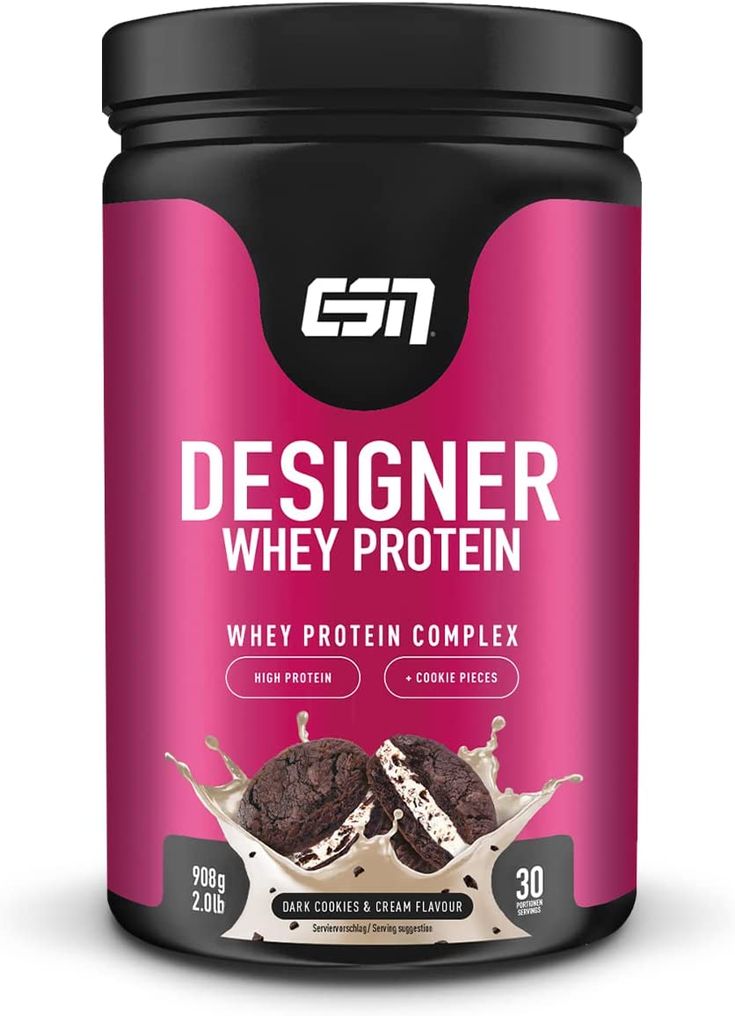 ESN
DESIGNER
WHEY PROTEIN
WHEY PROTEIN COMPLEX
HIGH PROTEIN
+ COOKIE PIECES
908g
2.0lb
DARK COOKIES & CREAM FLAVOUR
Serviervorschlag / Serving suggestion
30
PORTIONEN
SERVINGS